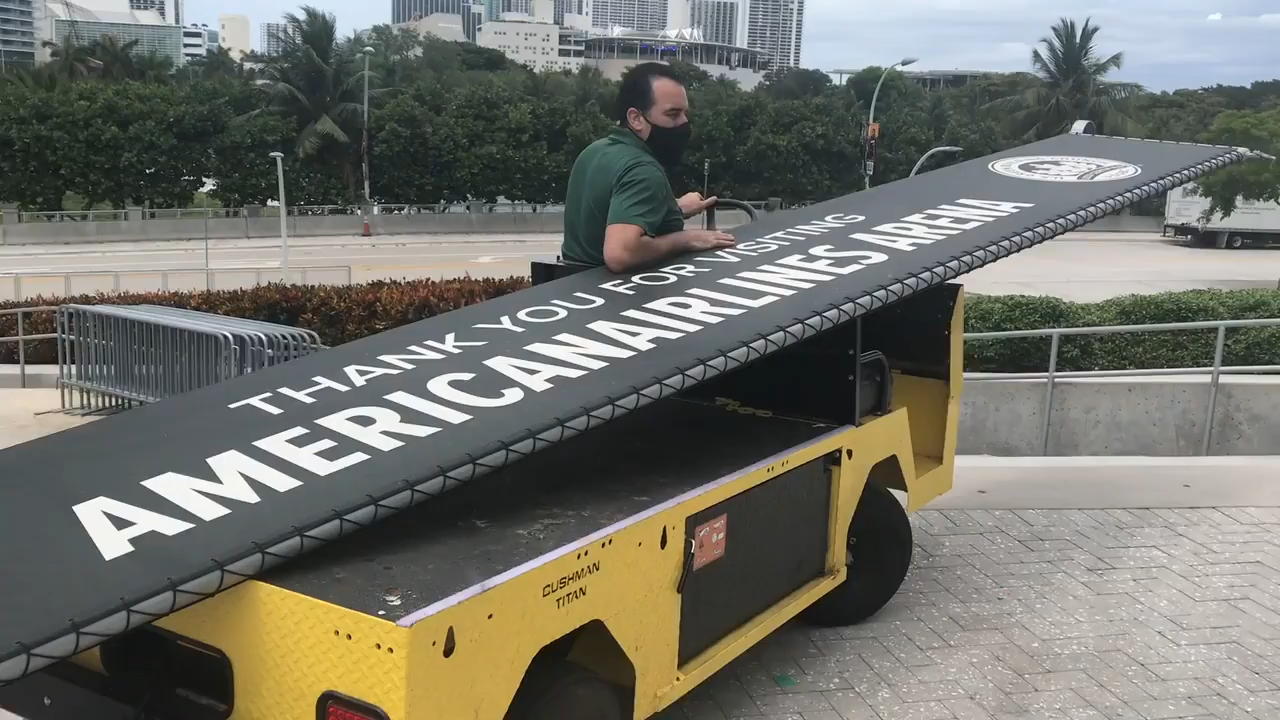 THANK YOU FOR VISITING
AMERICANAIRLINES ARENA
CUSHMAN
TITAN